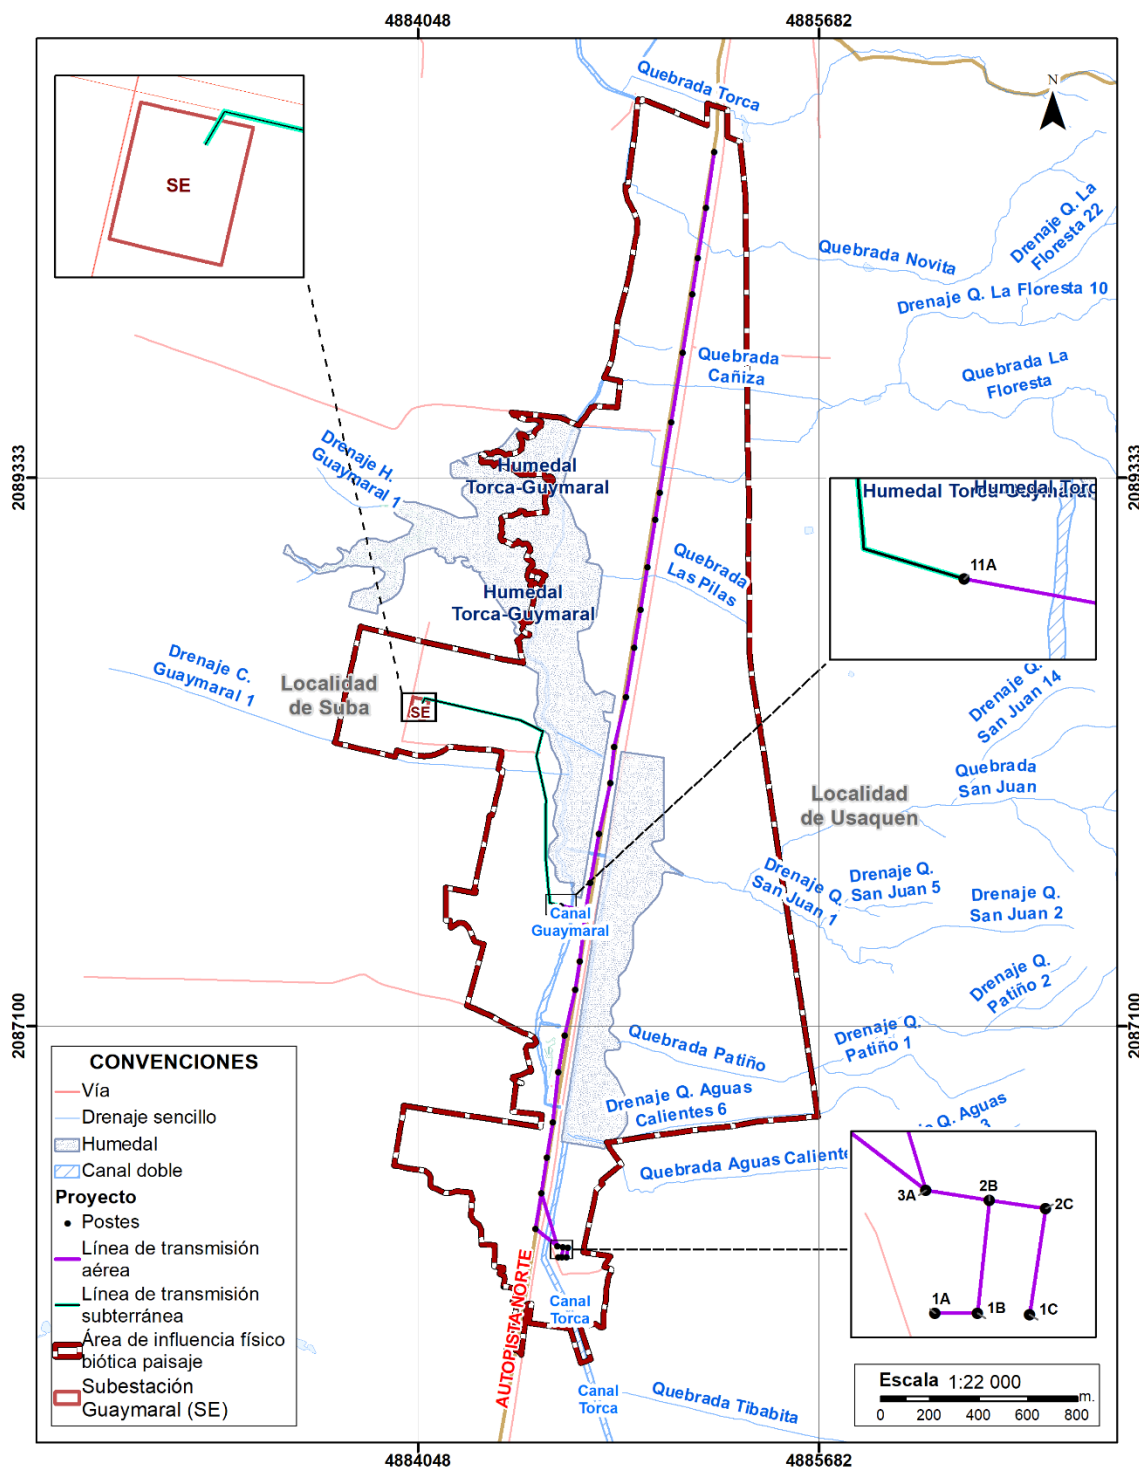 4884048
4885682
Quebrada Torca
N
SE
Drenaje Q. La
Floresta 22
Quebrada Novita
Drenaje Q. La Floresta 10
Quebrada
Cañiza
Quebrada La
Floresta
2089333
2089333
Drenaje H.
Guaymaral 1
Humedal
Torca-Guymaral
Humedal Torca-Guymaral
11A
Quebrada
Las Pilas
Humedal
Torca-Guymaral
Drenaje C.
Guaymaral 1
Localidad
de Suba
SE
Drenaje Q.
San Juan 14
Quebrada
San Juan
Localidad
de Usaquen
Drenaje Q.
San Juan 1
Drenaje Q.
San Juan 5
Drenaje Q.
San Juan 2
Canal
Guaymaral
Drenaje Q.
Patiño 2
2087100
2087100
Drenaje Q.
Patiño 1
Quebrada Patiño
Drenaje Q. Aguas
Calientes 6
Q. Aguas
3
Quebrada Aguas Caliente
CONVENCIONES
Vía
Drenaje sencillo
Humedal
Canal doble
Proyecto
Postes
Línea de transmisión
aérea
Línea de transmisión
subterránea
Área de influencia físico
biótica paisaje
Subestación
Guaymaral (SE)
3A
2B
2C
1A
1B
1C
AUTOPISTA NORTE
Canal
Torca
Canal
Torca
Quebrada Tibabita
Escala 1:22 000
m.
0 200 400 600 800
4884048
4885682